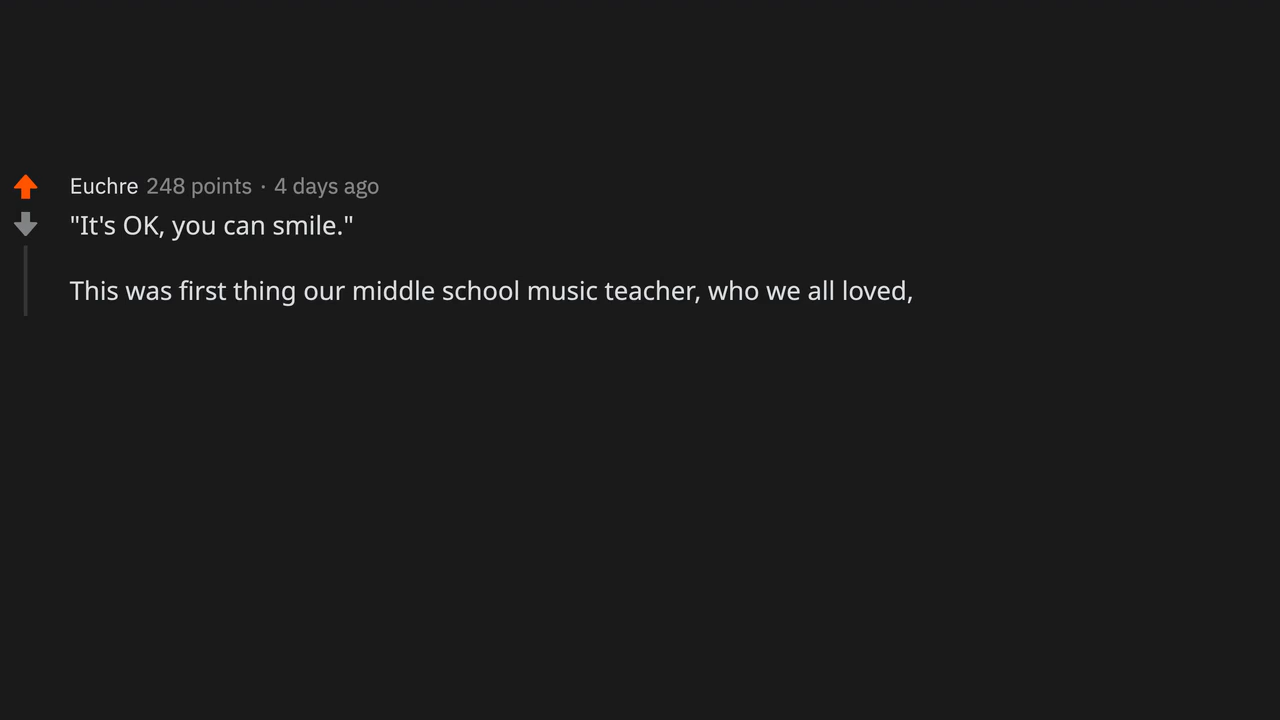 Euchre 248 points · 4 days ago
"It's OK, you can smile."
This was first thing our middle school music teacher, who we all loved,